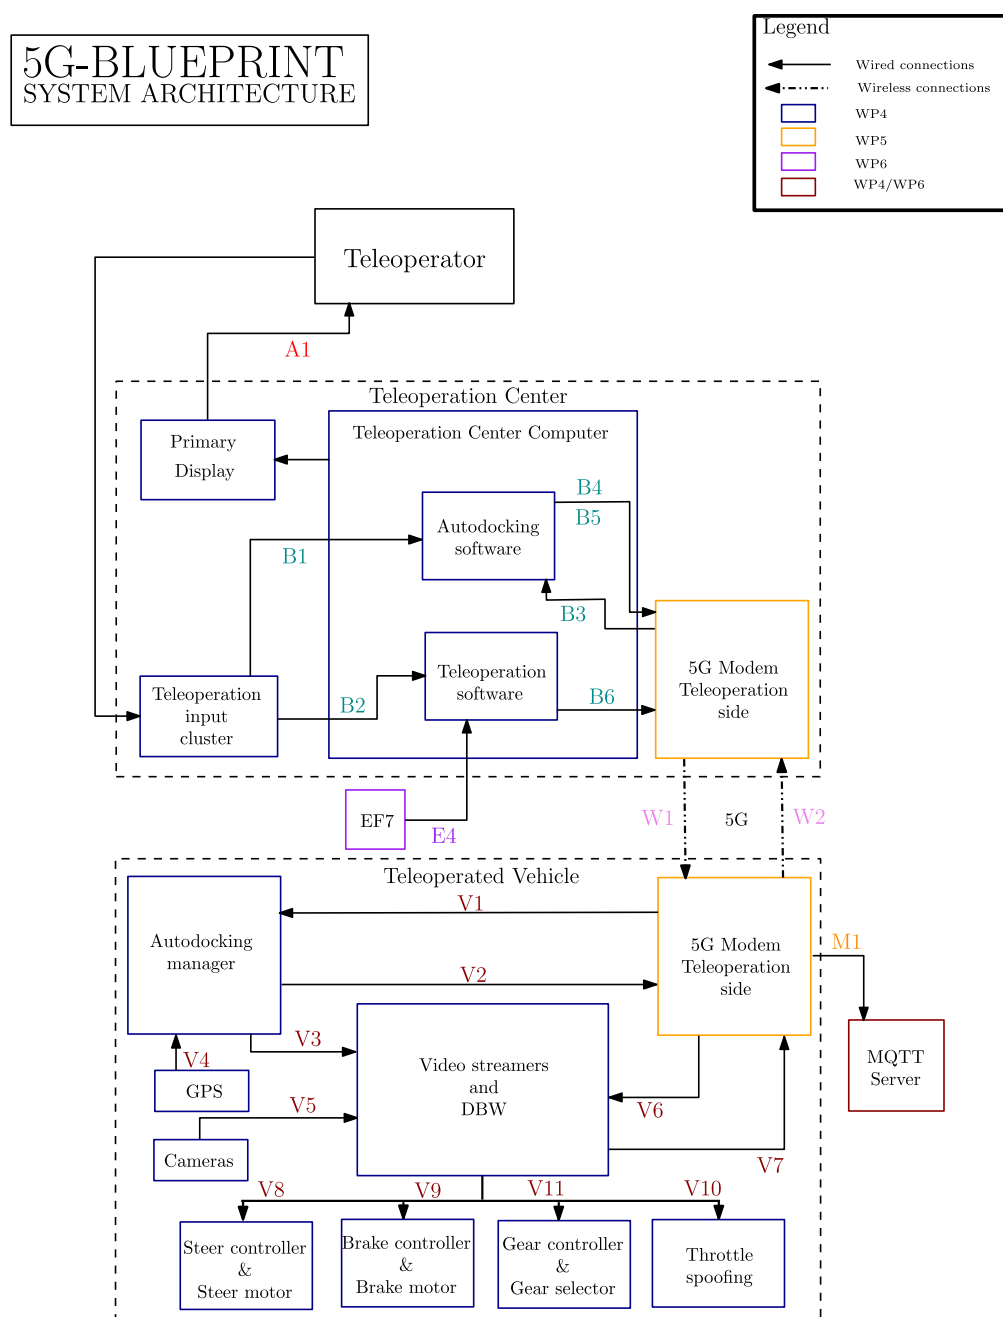 5G-BLUEPRINT
SYSTEM ARCHITECTURE
Legend
Wired connections
Wireless connections
WP4
WP5
WP6
WP4/WP6
Teleoperator
A1
Teleoperation Center
Primary
Display
Teleoperation Center Computer
B4
B5
Autodocking
software
B1
B3
Teleoperation
software
5G Modem
Teleoperation
side
Teleoperation
input
cluster
B2
B6
EF7
E4
W1
5G
W2
Teleoperated Vehicle
V1
Autodocking
manager
5G Modem
Teleoperation
side
M1
V2
V3
V4
GPS
Video streamers
and
DBW
MQTT
Server
V5
V6
Cameras
V7
V8
V9
V11
V10
Steer controller
&
Steer motor
Brake controller
&
Brake motor
Gear controller
&
Gear selector
Throttle
spoofing